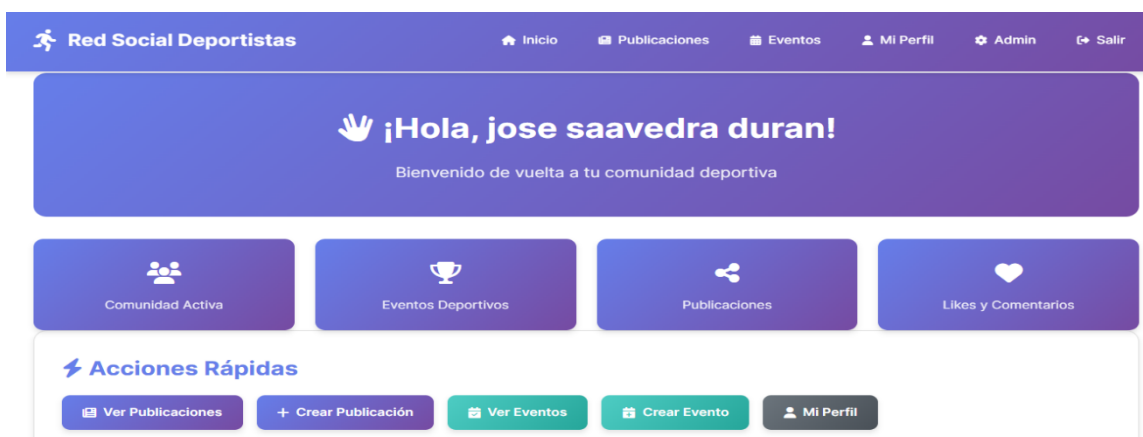 Red Social Deportistas Inicio Publicaciones Eventos Mi Perfil Admin Salir
¡Hola, jose saavedra duran!
Bienvenido de vuelta a tu comunidad deportiva
Comunidad Activa Eventos Deportivos Publicaciones Likes y Comentarios
Acciones Rápidas
Ver Publicaciones + Crear Publicación Ver Eventos Crear Evento Mi Perfil